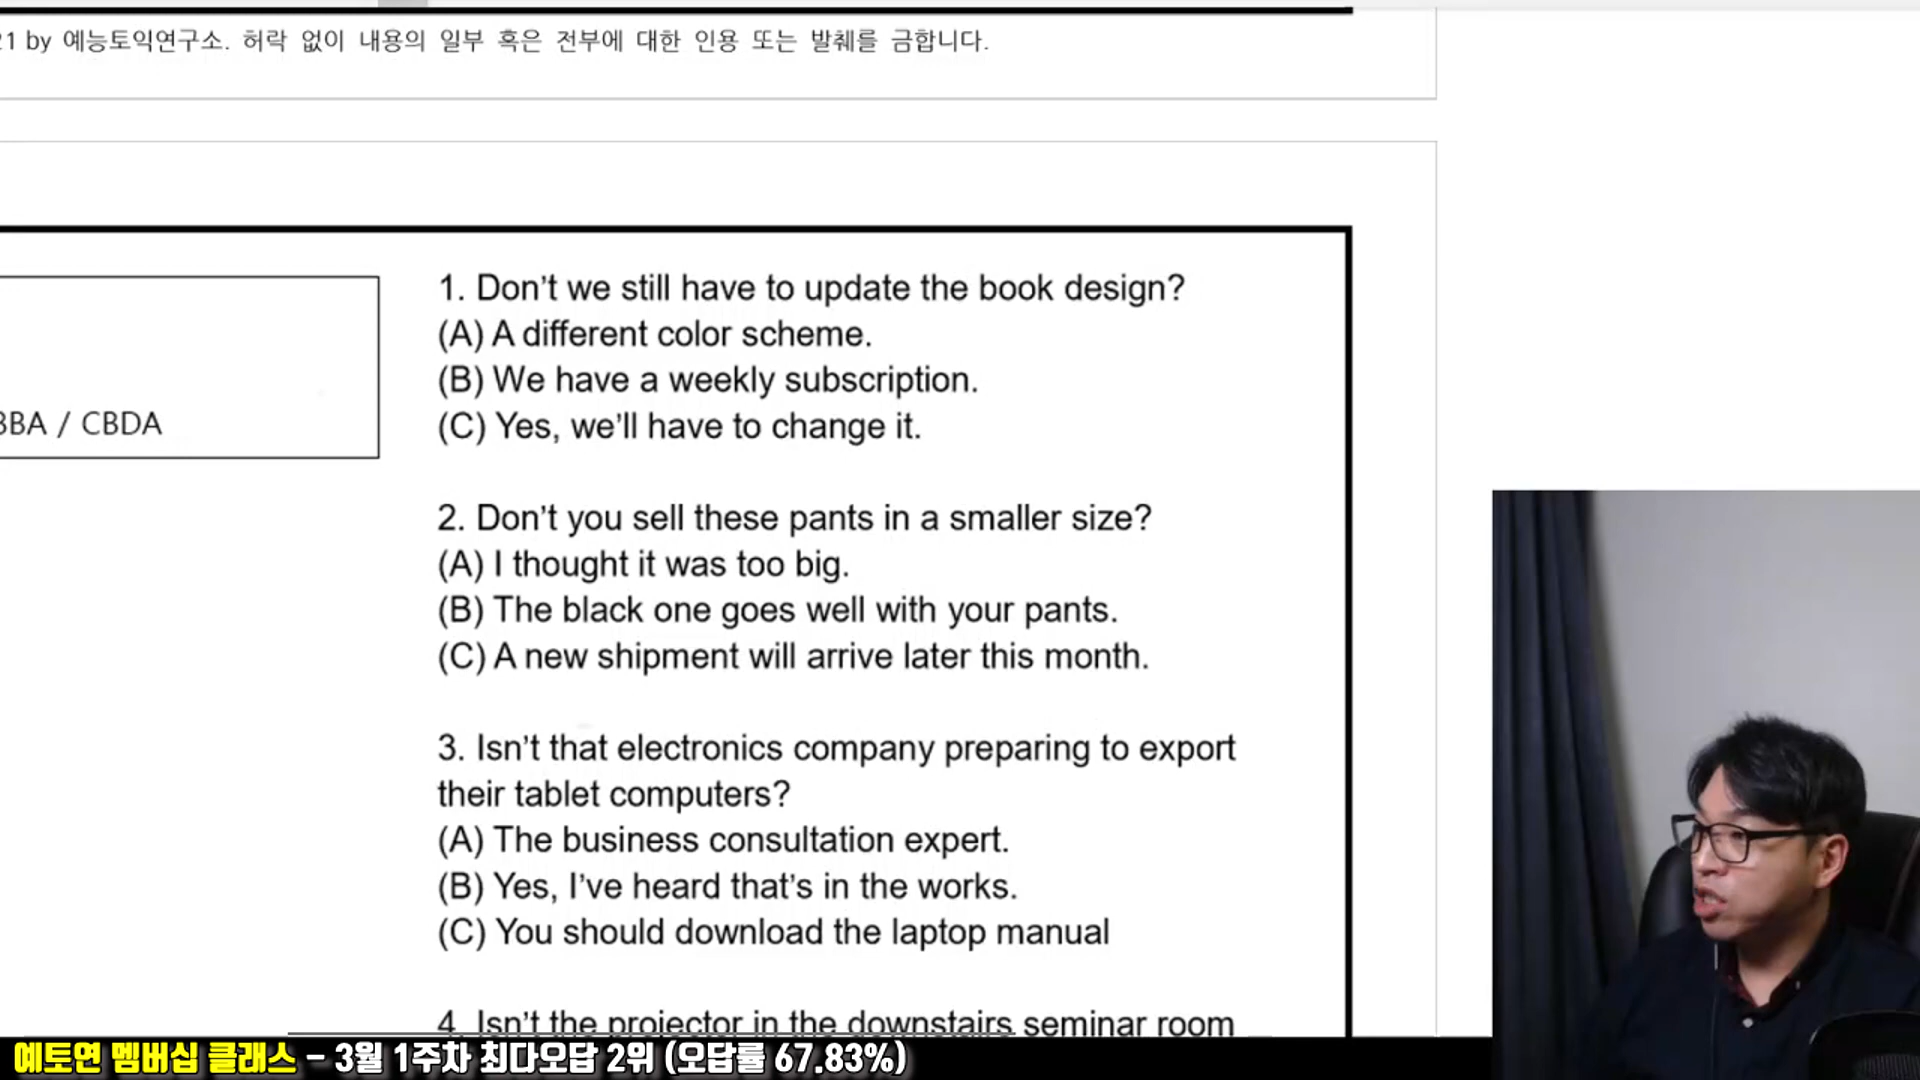 21 by 예능토익연구소. 허락 없이 내용의 일부 혹은 전부에 대한 인용 또는 발췌를 금합니다.
BBA / CBDA
1. Don’t we still have to update the book design?
(A) A different color scheme.
(B) We have a weekly subscription.
(C) Yes, we’ll have to change it.
2. Don’t you sell these pants in a smaller size?
(A) I thought it was too big.
(B) The black one goes well with your pants.
(C) A new shipment will arrive later this month.
3. Isn’t that electronics company preparing to export
their tablet computers?
(A) The business consultation expert.
(B) Yes, I’ve heard that’s in the works.
(C) You should download the laptop manual
4. Isn’t the projector in the downstairs seminar room
예토연 멤버십 클래스 – 3월 1주차 최다오답 2위 (오답률 67.83%)